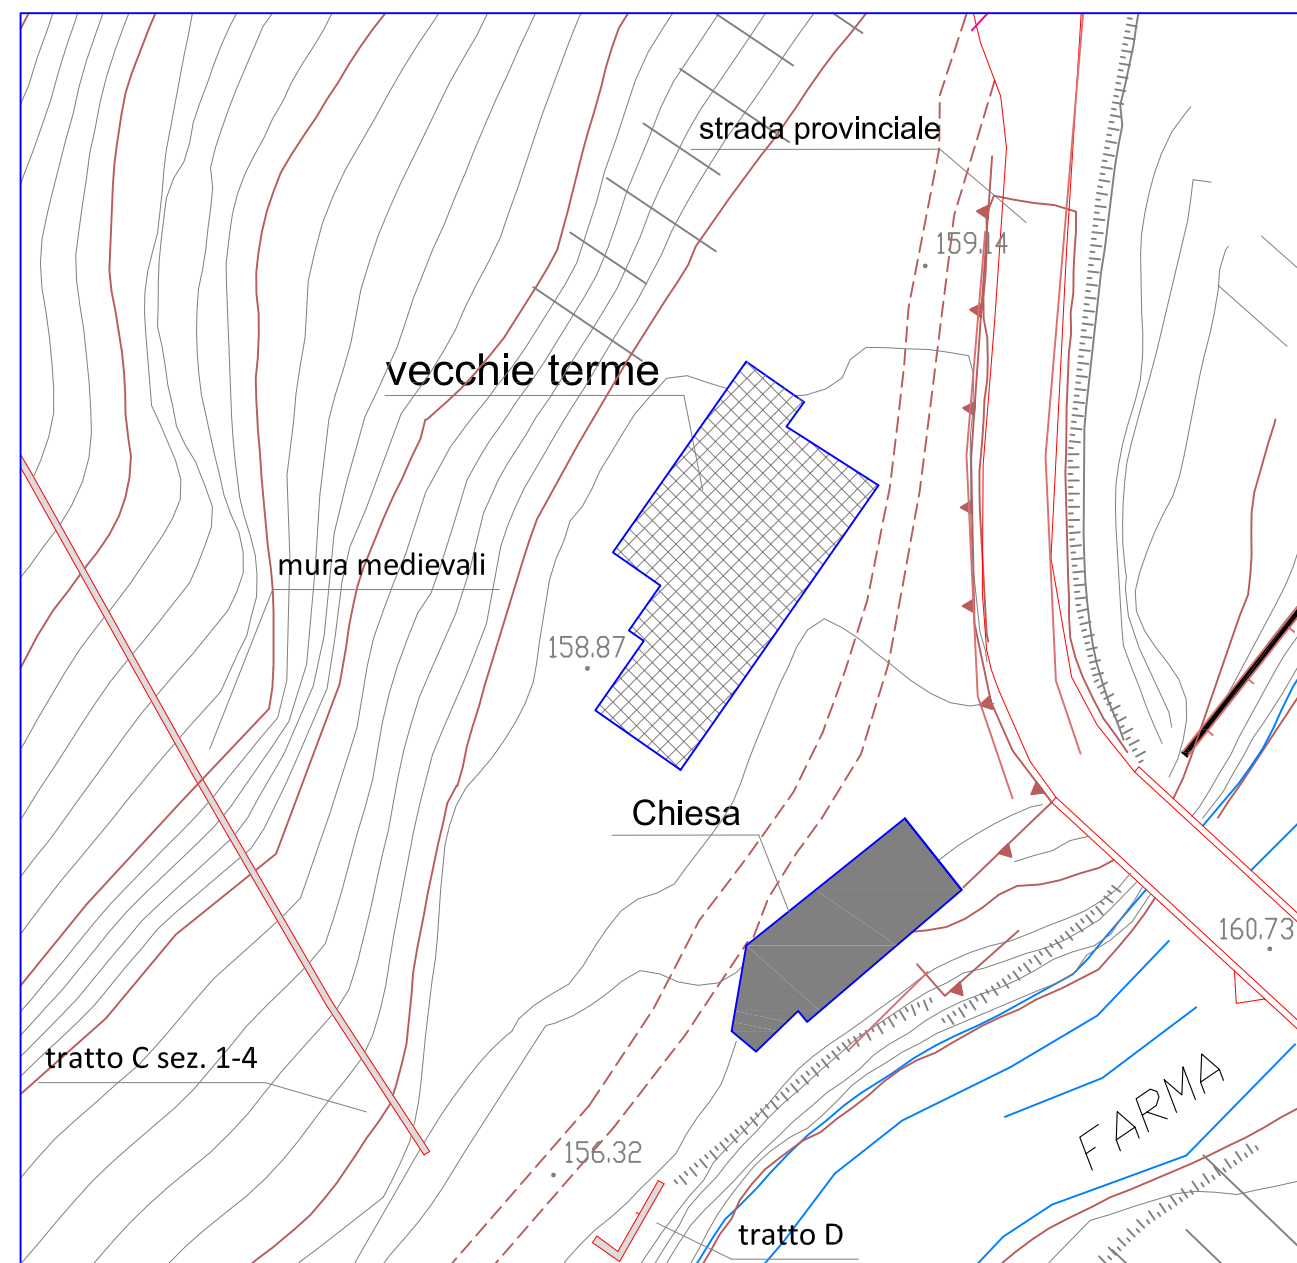 strada provinciale
159.14
vecchie terme
mura medievali
158.87
Chiesa
160.73
tratto C sez. 1-4
FARMA
156.32
tratto D